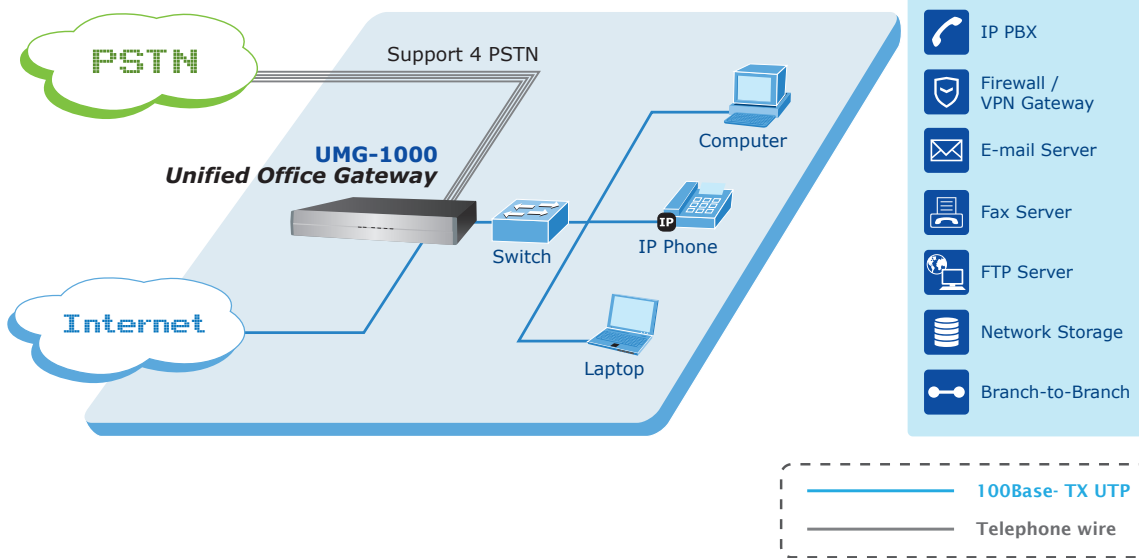 PSTN
Support 4 PSTN
UMG-1000
Unified Office Gateway
Computer
IP
IP Phone
Switch
Internet
Laptop
IP PBX
Firewall /
VPN Gateway
E-mail Server
Fax Server
FTP Server
Network Storage
Branch-to-Branch
100Base- TX UTP
Telephone wire